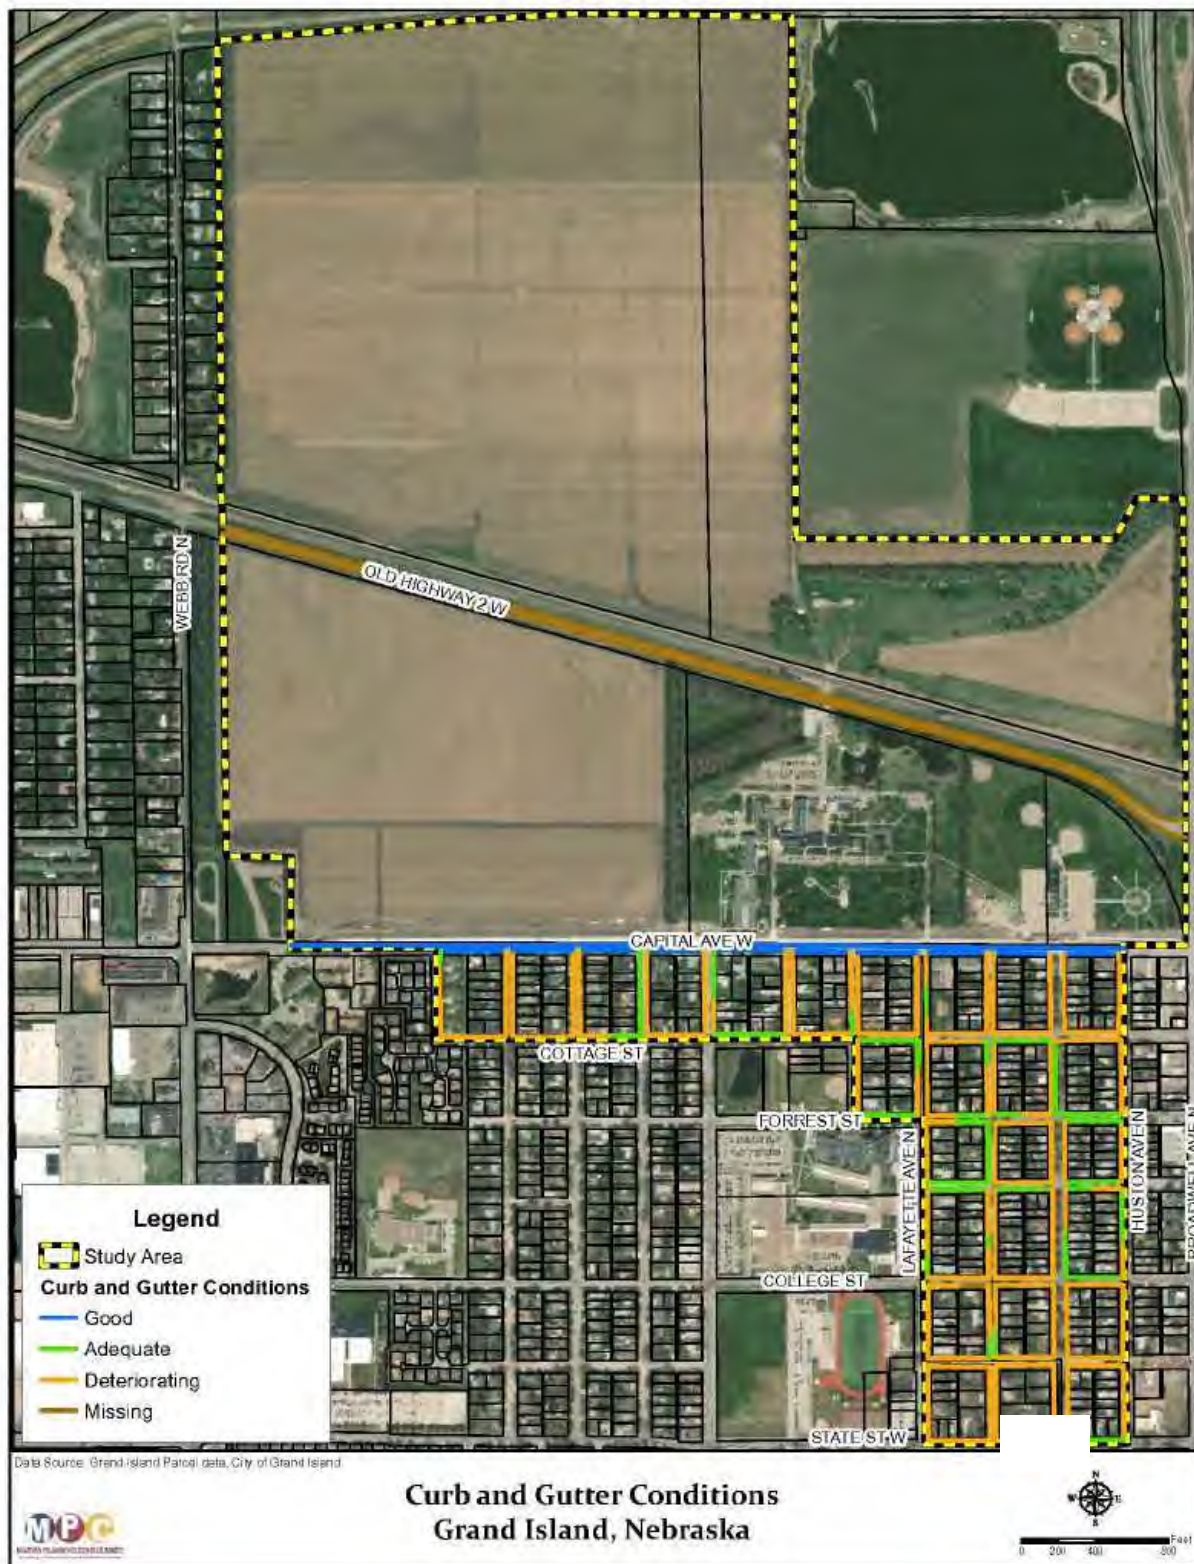 WEBB RD N
OLD HIGHWAY 2 W
CAPITAL AVE W
COTTAGE ST
FORREST ST
LAFAYETTE AVE N
HUSTON AVE N
BROADWELL AVE N
COLLEGE ST
STATE ST W
Legend
Study Area
Curb and Gutter Conditions
Good
Adequate
Deteriorating
Missing
Data Source: Grand Island Parcel data, City of Grand Island
Curb and Gutter Conditions
Grand Island, Nebraska
MPC
N
W E
S
0 200 400 800
Feet